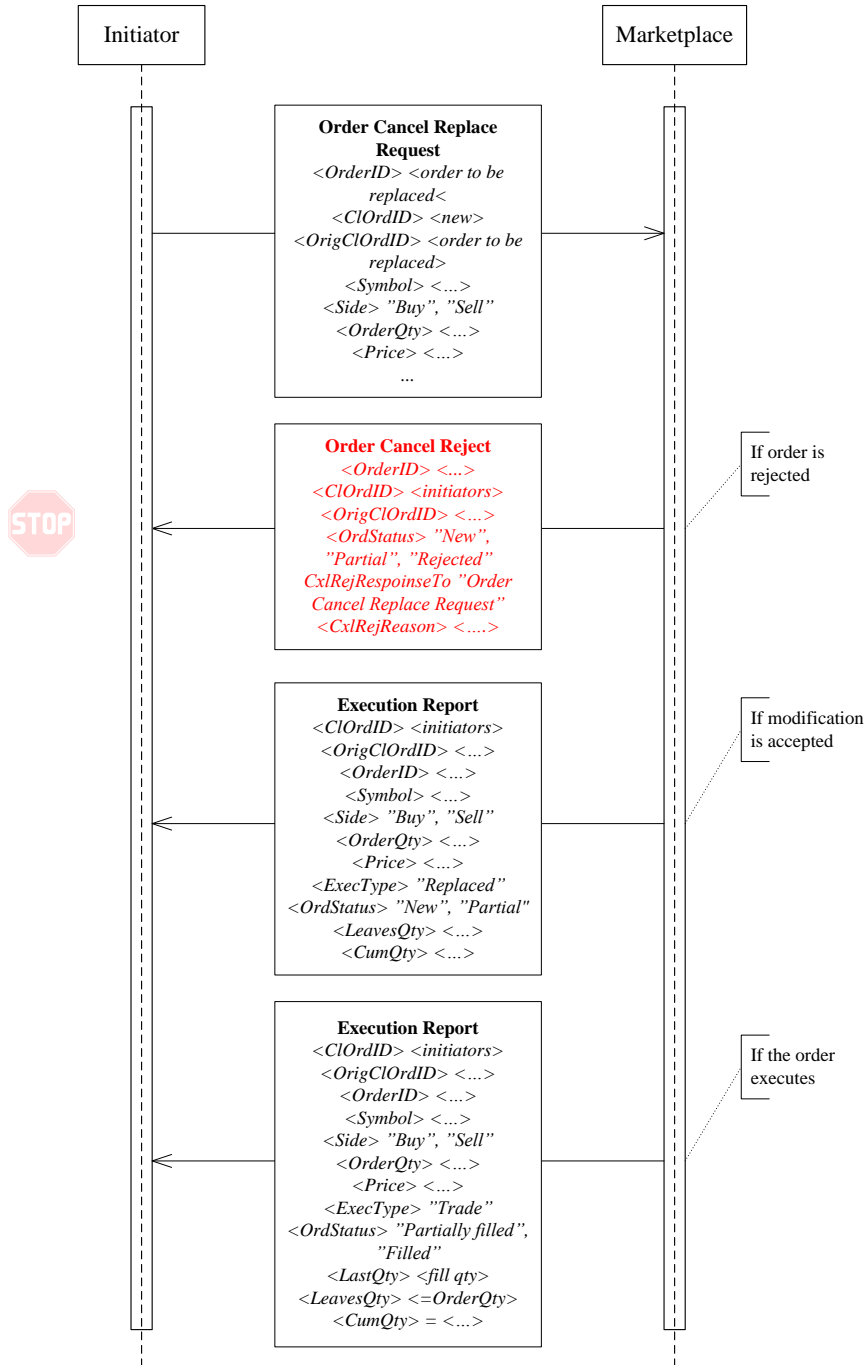 Initiator
Marketplace
Order Cancel Replace
Request
<OrderID> <order to be
replaced<
<ClOrdID> <new>
<OrigClOrdID> <order to be
replaced>
<Symbol> <...>
<Side> ”Buy”, ”Sell”
<OrderQty> <...>
<Price> <...>
...
Order Cancel Reject
<OrderID> <...>
<ClOrdID> <initiators>
<OrigClOrdID> <...>
<OrdStatus> ”New”,
”Partial”, ”Rejected”
CxlRejRespoinseTo ”Order
Cancel Replace Request”
<CxlRejReason> <....>
If order is
rejected
STOP
Execution Report
<ClOrdID> <initiators>
<OrigClOrdID> <...>
<OrderID> <...>
<Symbol> <...>
<Side> ”Buy”, ”Sell”
<OrderQty> <...>
<Price> <...>
<ExecType> ”Replaced”
<OrdStatus> ”New”, ”Partial"
<LeavesQty> <...>
<CumQty> <...>
If modification
is accepted
Execution Report
<ClOrdID> <initiators>
<OrigClOrdID> <...>
<OrderID> <...>
<Symbol> <...>
<Side> ”Buy”, ”Sell”
<OrderQty> <...>
<Price> <...>
<ExecType> ”Trade”
<OrdStatus> ”Partially filled”,
”Filled”
<LastQty> <fill qty>
<LeavesQty> <=OrderQty>
<CumQty> = <...>
If the order
executes